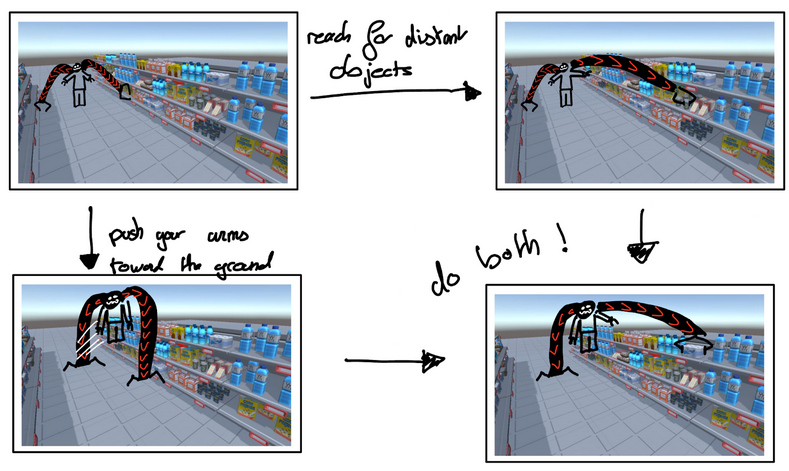 reach for distant
objects
push your arms
toward the ground
do both !